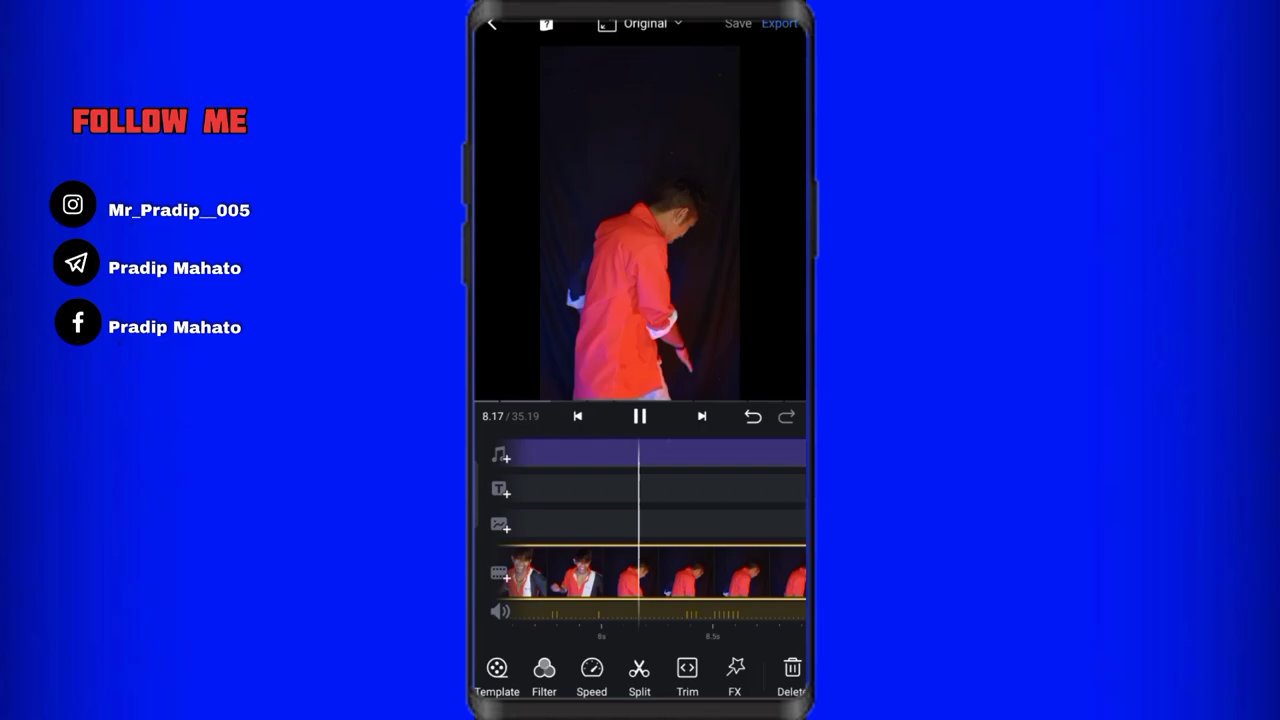 Original
Save
Export
FOLLOW ME
Mr_Pradip__005
Pradip Mahato
Pradip Mahato
8.17 / 35.19
8s
8.5s
Template
Filter
Speed
Split
Trim
FX
Delete